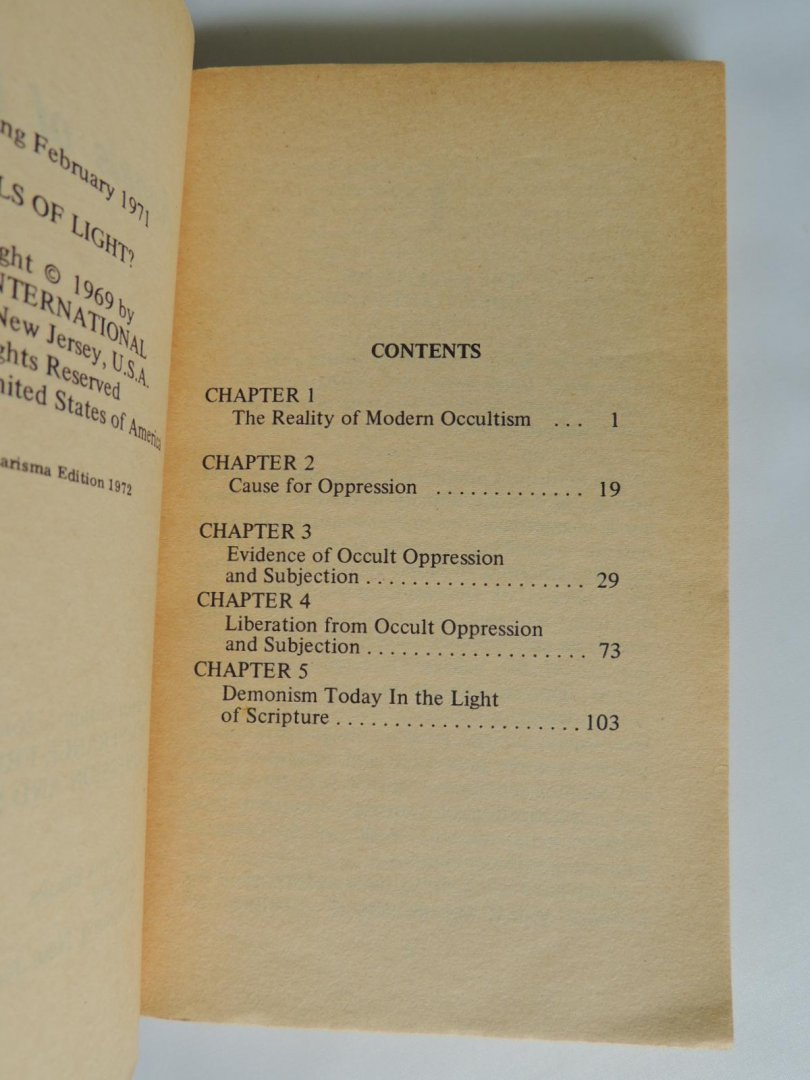 ng February 1971
LS OF LIGHT?
ght © 1969 by
NTERNATIONAL
New Jersey, U.S.A.
ghts Reserved
nited States of America
arisma Edition 1972
CONTENTS
CHAPTER 1
The Reality of Modern Occultism ... 1
CHAPTER 2
Cause for Oppression ............. 19
CHAPTER 3
Evidence of Occult Oppression
and Subjection ................... 29
CHAPTER 4
Liberation from Occult Oppression
and Subjection ................... 73
CHAPTER 5
Demonism Today In the Light
of Scripture ...................... 103